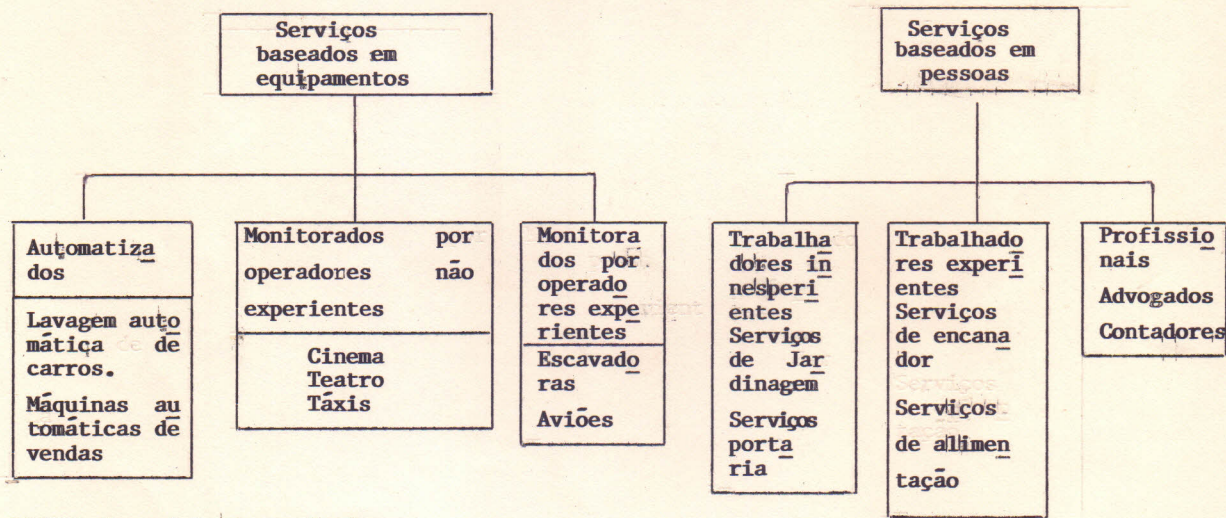 Serviços
baseados em
equipamentos
Serviços
baseados em
pessoas
Automatiza
dos
Lavagem auto
mática de
carros.
Máquinas au
tomáticas de
vendas
Monitorados por
operadores não
experientes
Cinema
Teatro
Táxis
Monitora
dos por
operado
res expe
rientes
Escavado
ras
Aviões
Trabalha
dores in
nesperi
entes
Serviços
de Jar
dinagem
Serviços
porta
ria
Trabalhado
res experi
entes
Serviços
de encana
dor
Serviços
de alimen
tação
Profissio
nais
Advogados
Contadores